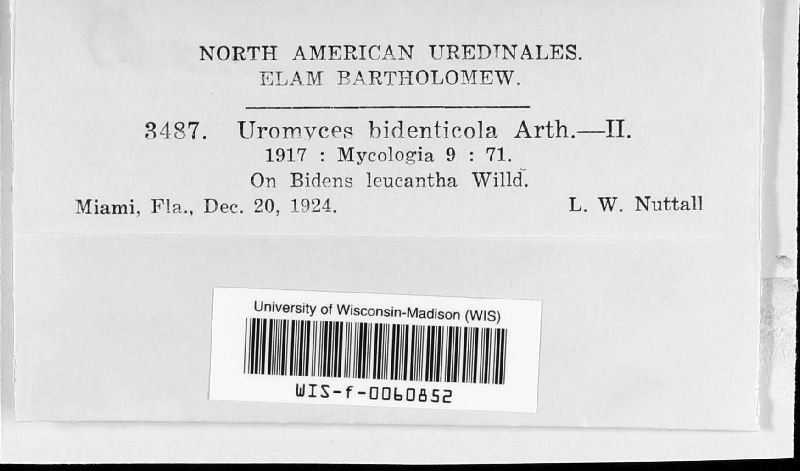 NORTH AMERICAN UREDINALES.
ELAM BARTHOLOMEW.
3487. Uromyces bidenticola Arth.—II.
1917 : Mycologia 9 : 71.
On Bidens leucantha Willd.
Miami, Fla., Dec. 20, 1924. L. W. Nuttall
University of Wisconsin-Madison (WIS)
WIS-f-0060852